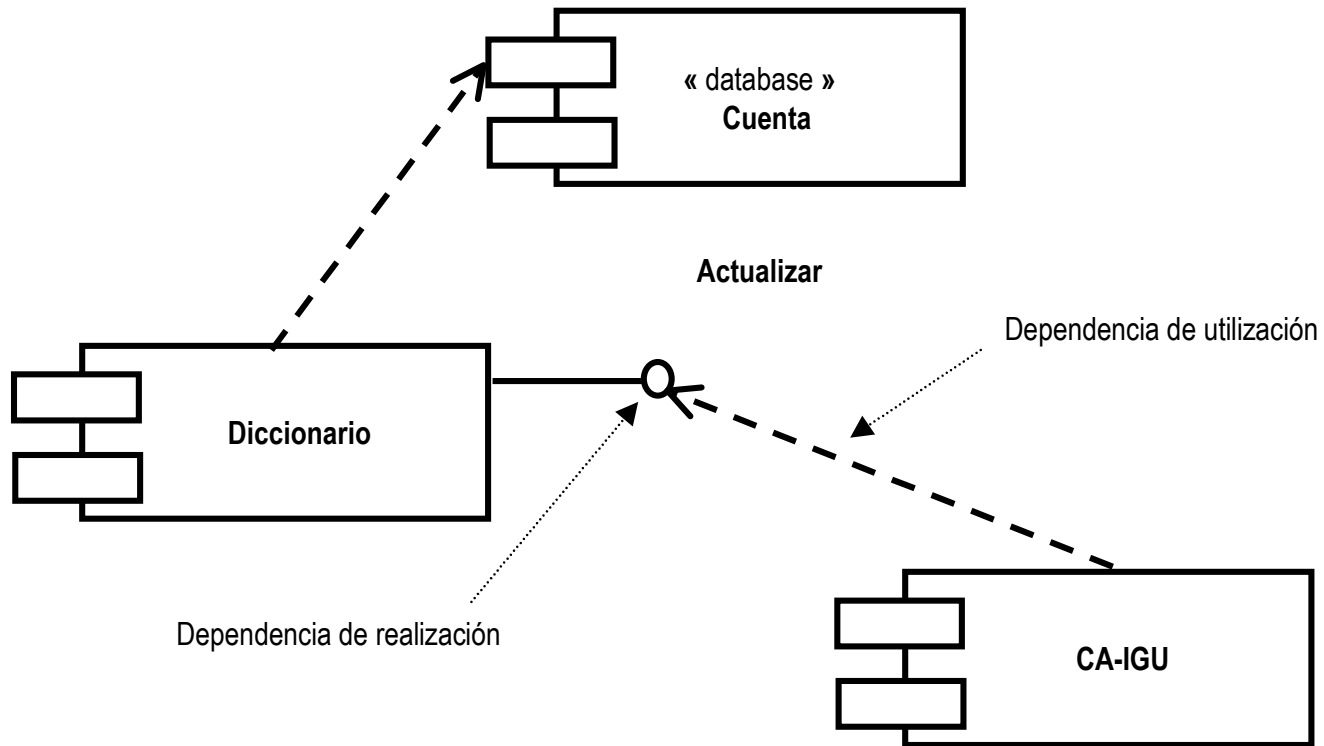 « database »
Cuenta
Actualizar
Dependencia de utilización
Diccionario
Dependencia de realización
CA-IGU